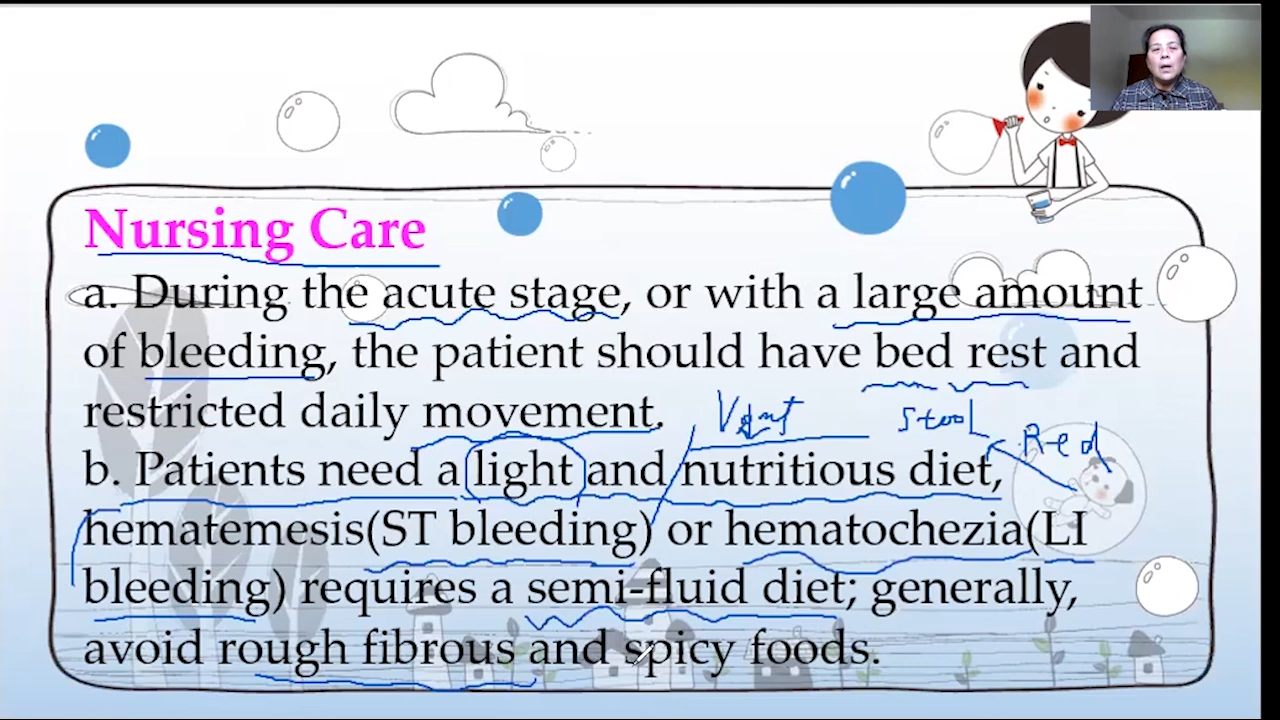 Nursing Care
a. During the acute stage, or with a large amount
of bleeding, the patient should have bed rest and
restricted daily movement.
Stool
Red
b. Patients need a light and nutritious diet,
hematemesis(ST bleeding) or hematochezia(LI
bleeding) requires a semi-fluid diet; generally,
avoid rough fibrous and spicy foods.